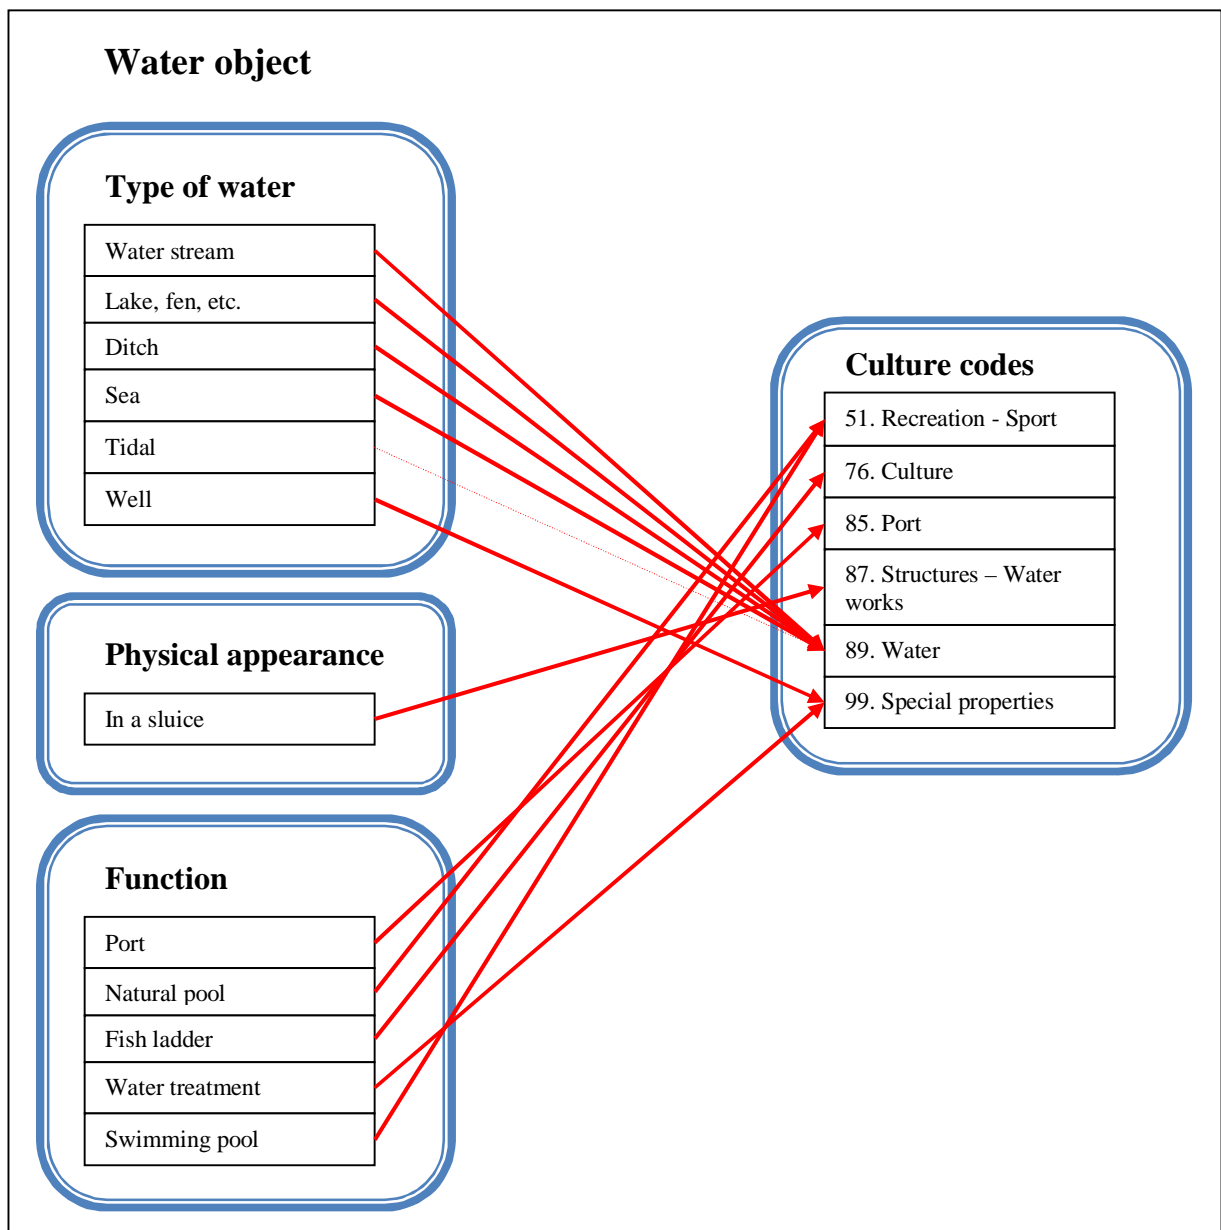 Water object
Type of water
Water stream
Lake, fen, etc.
Ditch
Sea
Tidal
Well
Physical appearance
In a sluice
Function
Port
Natural pool
Fish ladder
Water treatment
Swimming pool
Culture codes
51. Recreation - Sport
76. Culture
85. Port
87. Structures – Water
works
89. Water
99. Special properties